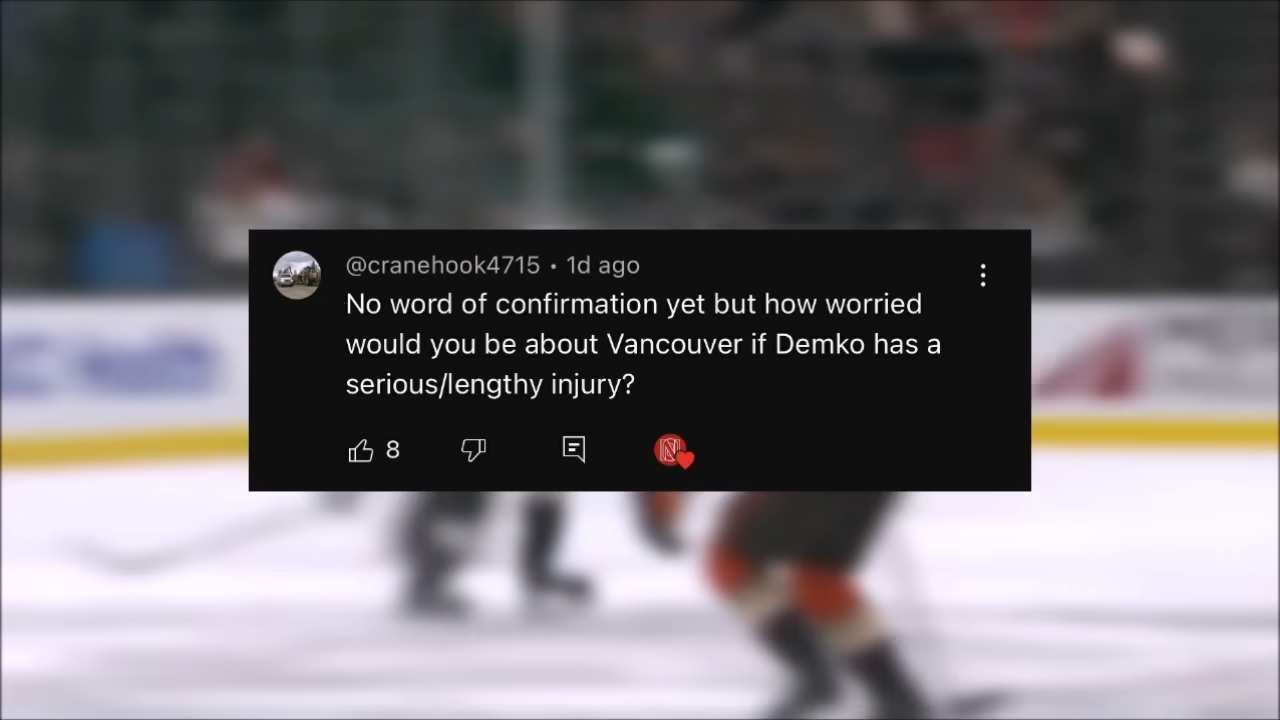 @cranehook4715 • 1d ago
No word of confirmation yet but how worried
would you be about Vancouver if Demko has a
serious/lengthy injury?
8